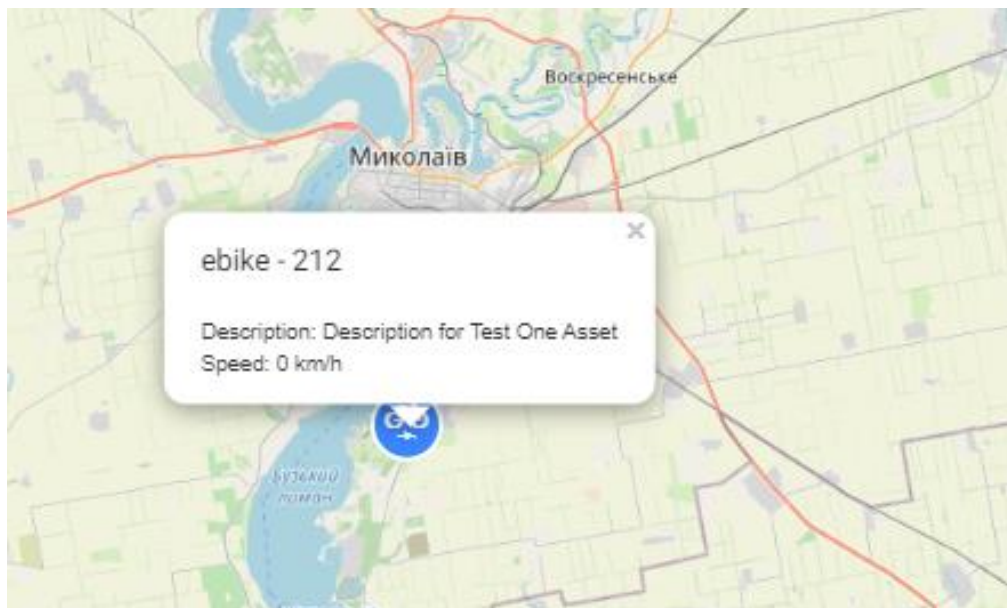 Воскресенське
Миколаїв
×
ebike - 212
Description: Description for Test One Asset
Speed: 0 km/h
Бузький
лиман